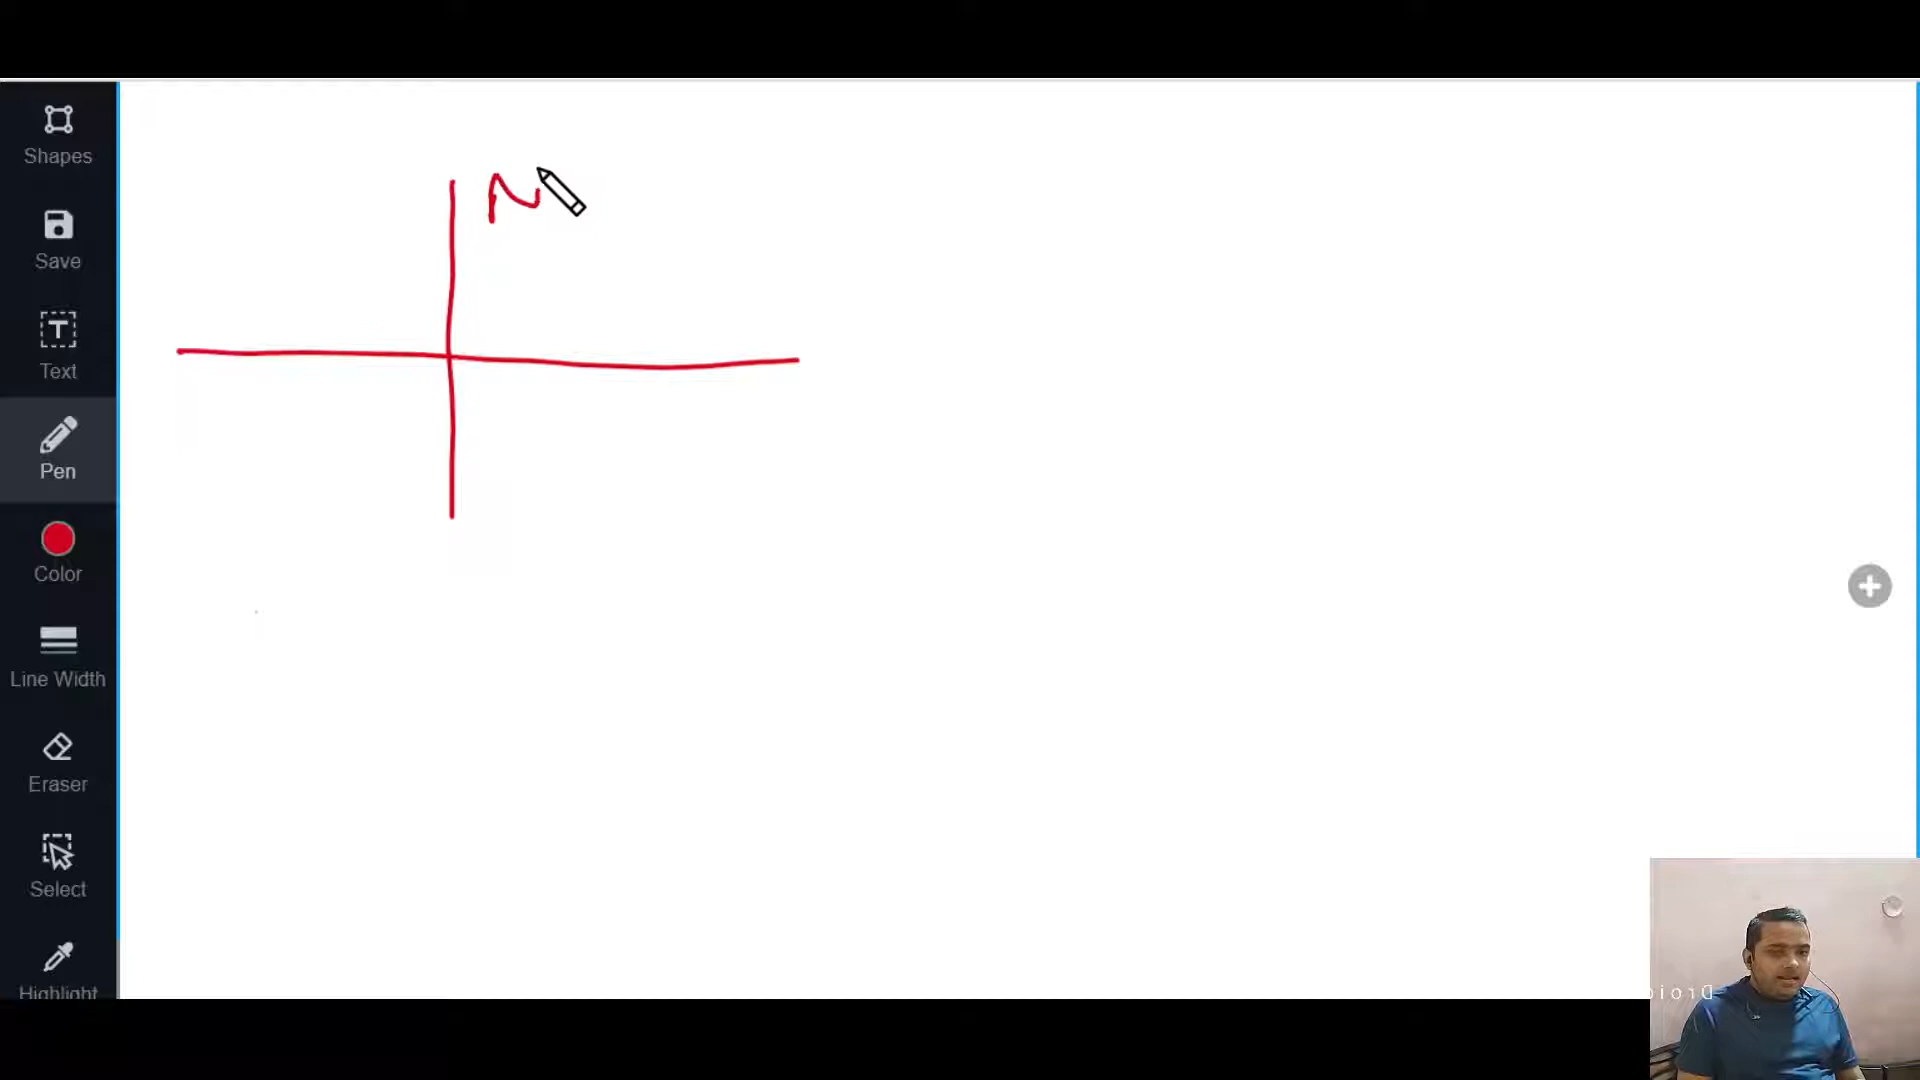 Shapes
Save
Text
Pen
Color
Line Width
Eraser
Select
Highlight
N